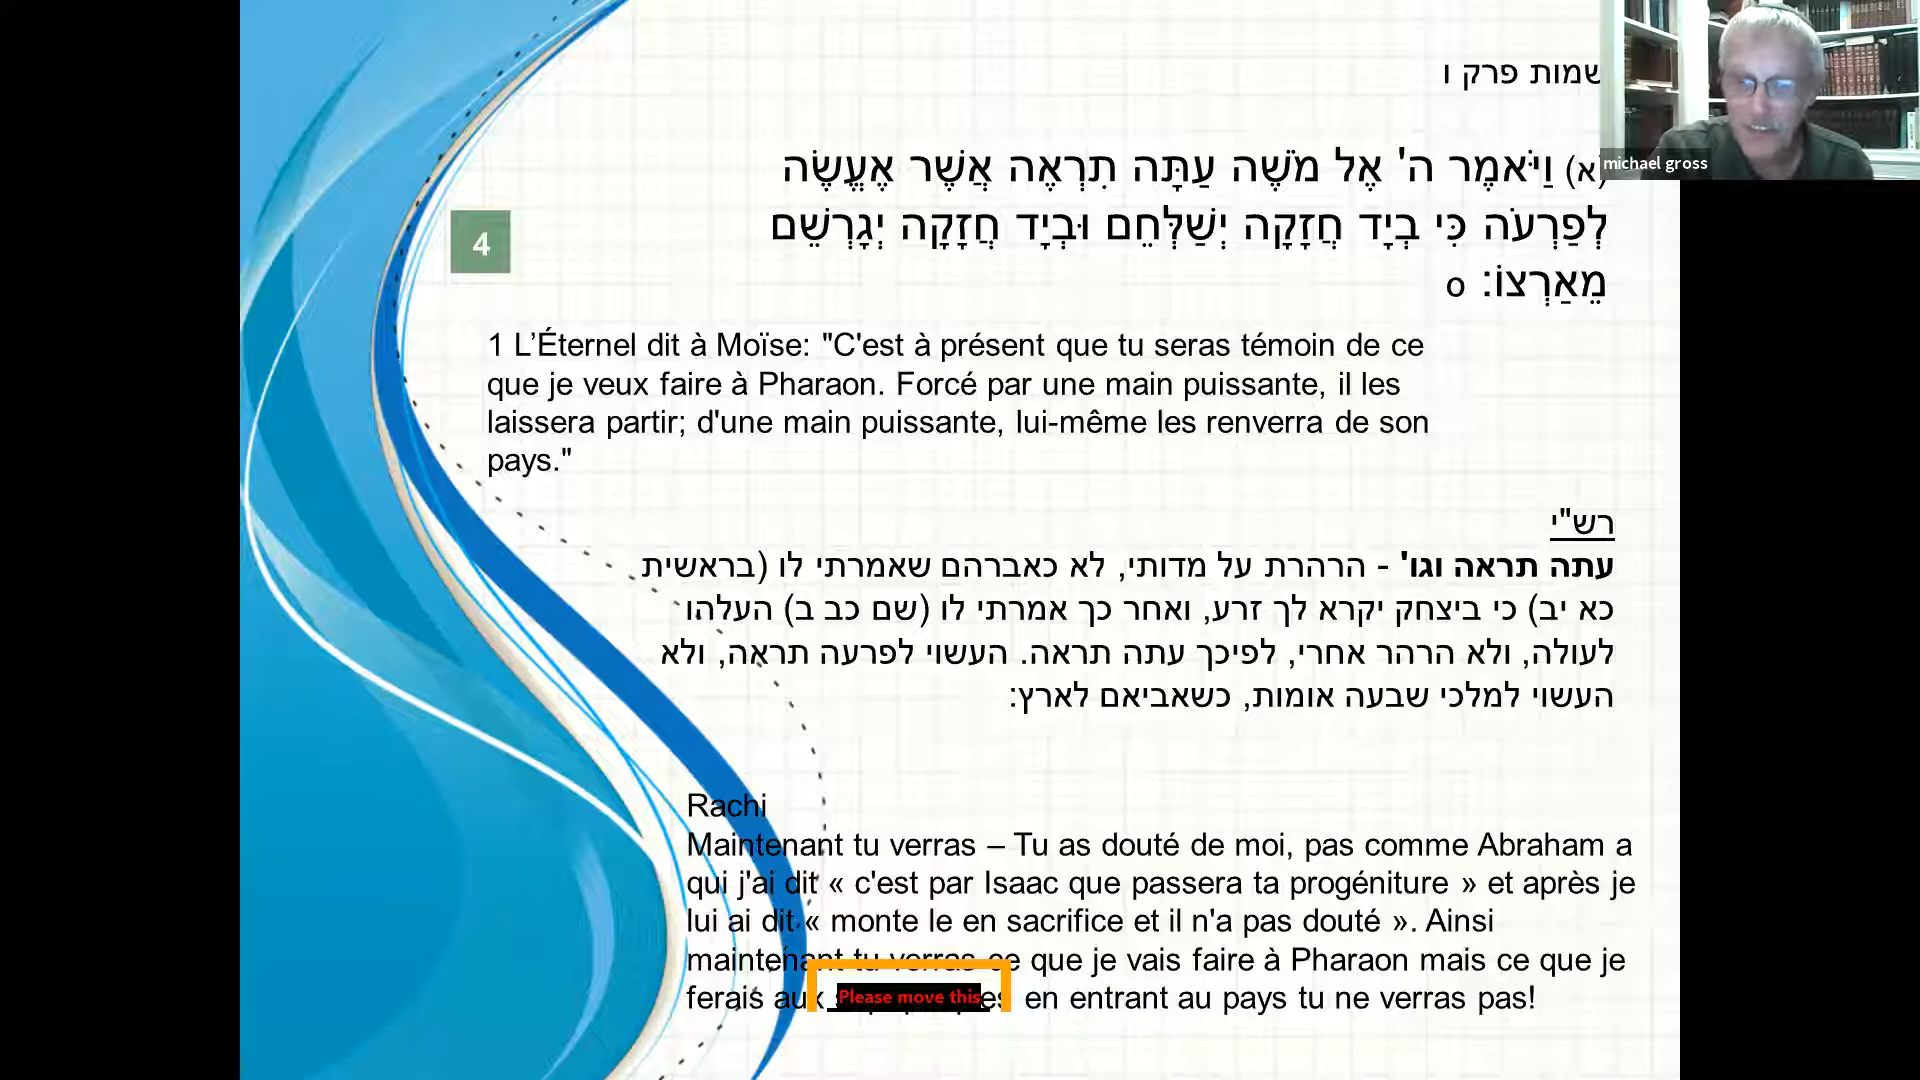 שמות פרק ו
(א) וַיֹּאמֶר ה' אֶל מֹשֶׁה עַתָּה תִרְאֶה אֲשֶׁר אֶעֱשֶׂה
לְפַרְעֹה כִּי בְיָד חֲזָקָה יְשַׁלְּחֵם וּבְיָד חֲזָקָה יְגָרְשֵׁם
מֵאַרְצוֹ: ס
4
1 L’Éternel dit à Moïse: "C'est à présent que tu seras témoin de ce
que je veux faire à Pharaon. Forcé par une main puissante, il les
laissera partir; d'une main puissante, lui-même les renverra de son
pays."
רש"י
עתה תראה וגו' - הרהרת על מדותי, לא כאברהם שאמרתי לו (בראשית
כא יב) כי ביצחק יקרא לך זרע, ואחר כך אמרתי לו (שם כב ב) העלהו
לעולה, ולא הרהר אחרי, לפיכך עתה תראה. העשוי לפרעה תראה, ולא
העשוי למלכי שבעה אומות, כשאביאם לארץ:
Rachi
Maintenant tu verras – Tu as douté de moi, pas comme Abraham a
qui j'ai dit « c'est par Isaac que passera ta progéniture » et après je
lui ai dit « monte le en sacrifice et il n'a pas douté ». Ainsi
maintenant tu verras ce que je vais faire à Pharaon mais ce que je
ferais aux en entrant au pays tu ne verras pas!
Please move this
michael gross